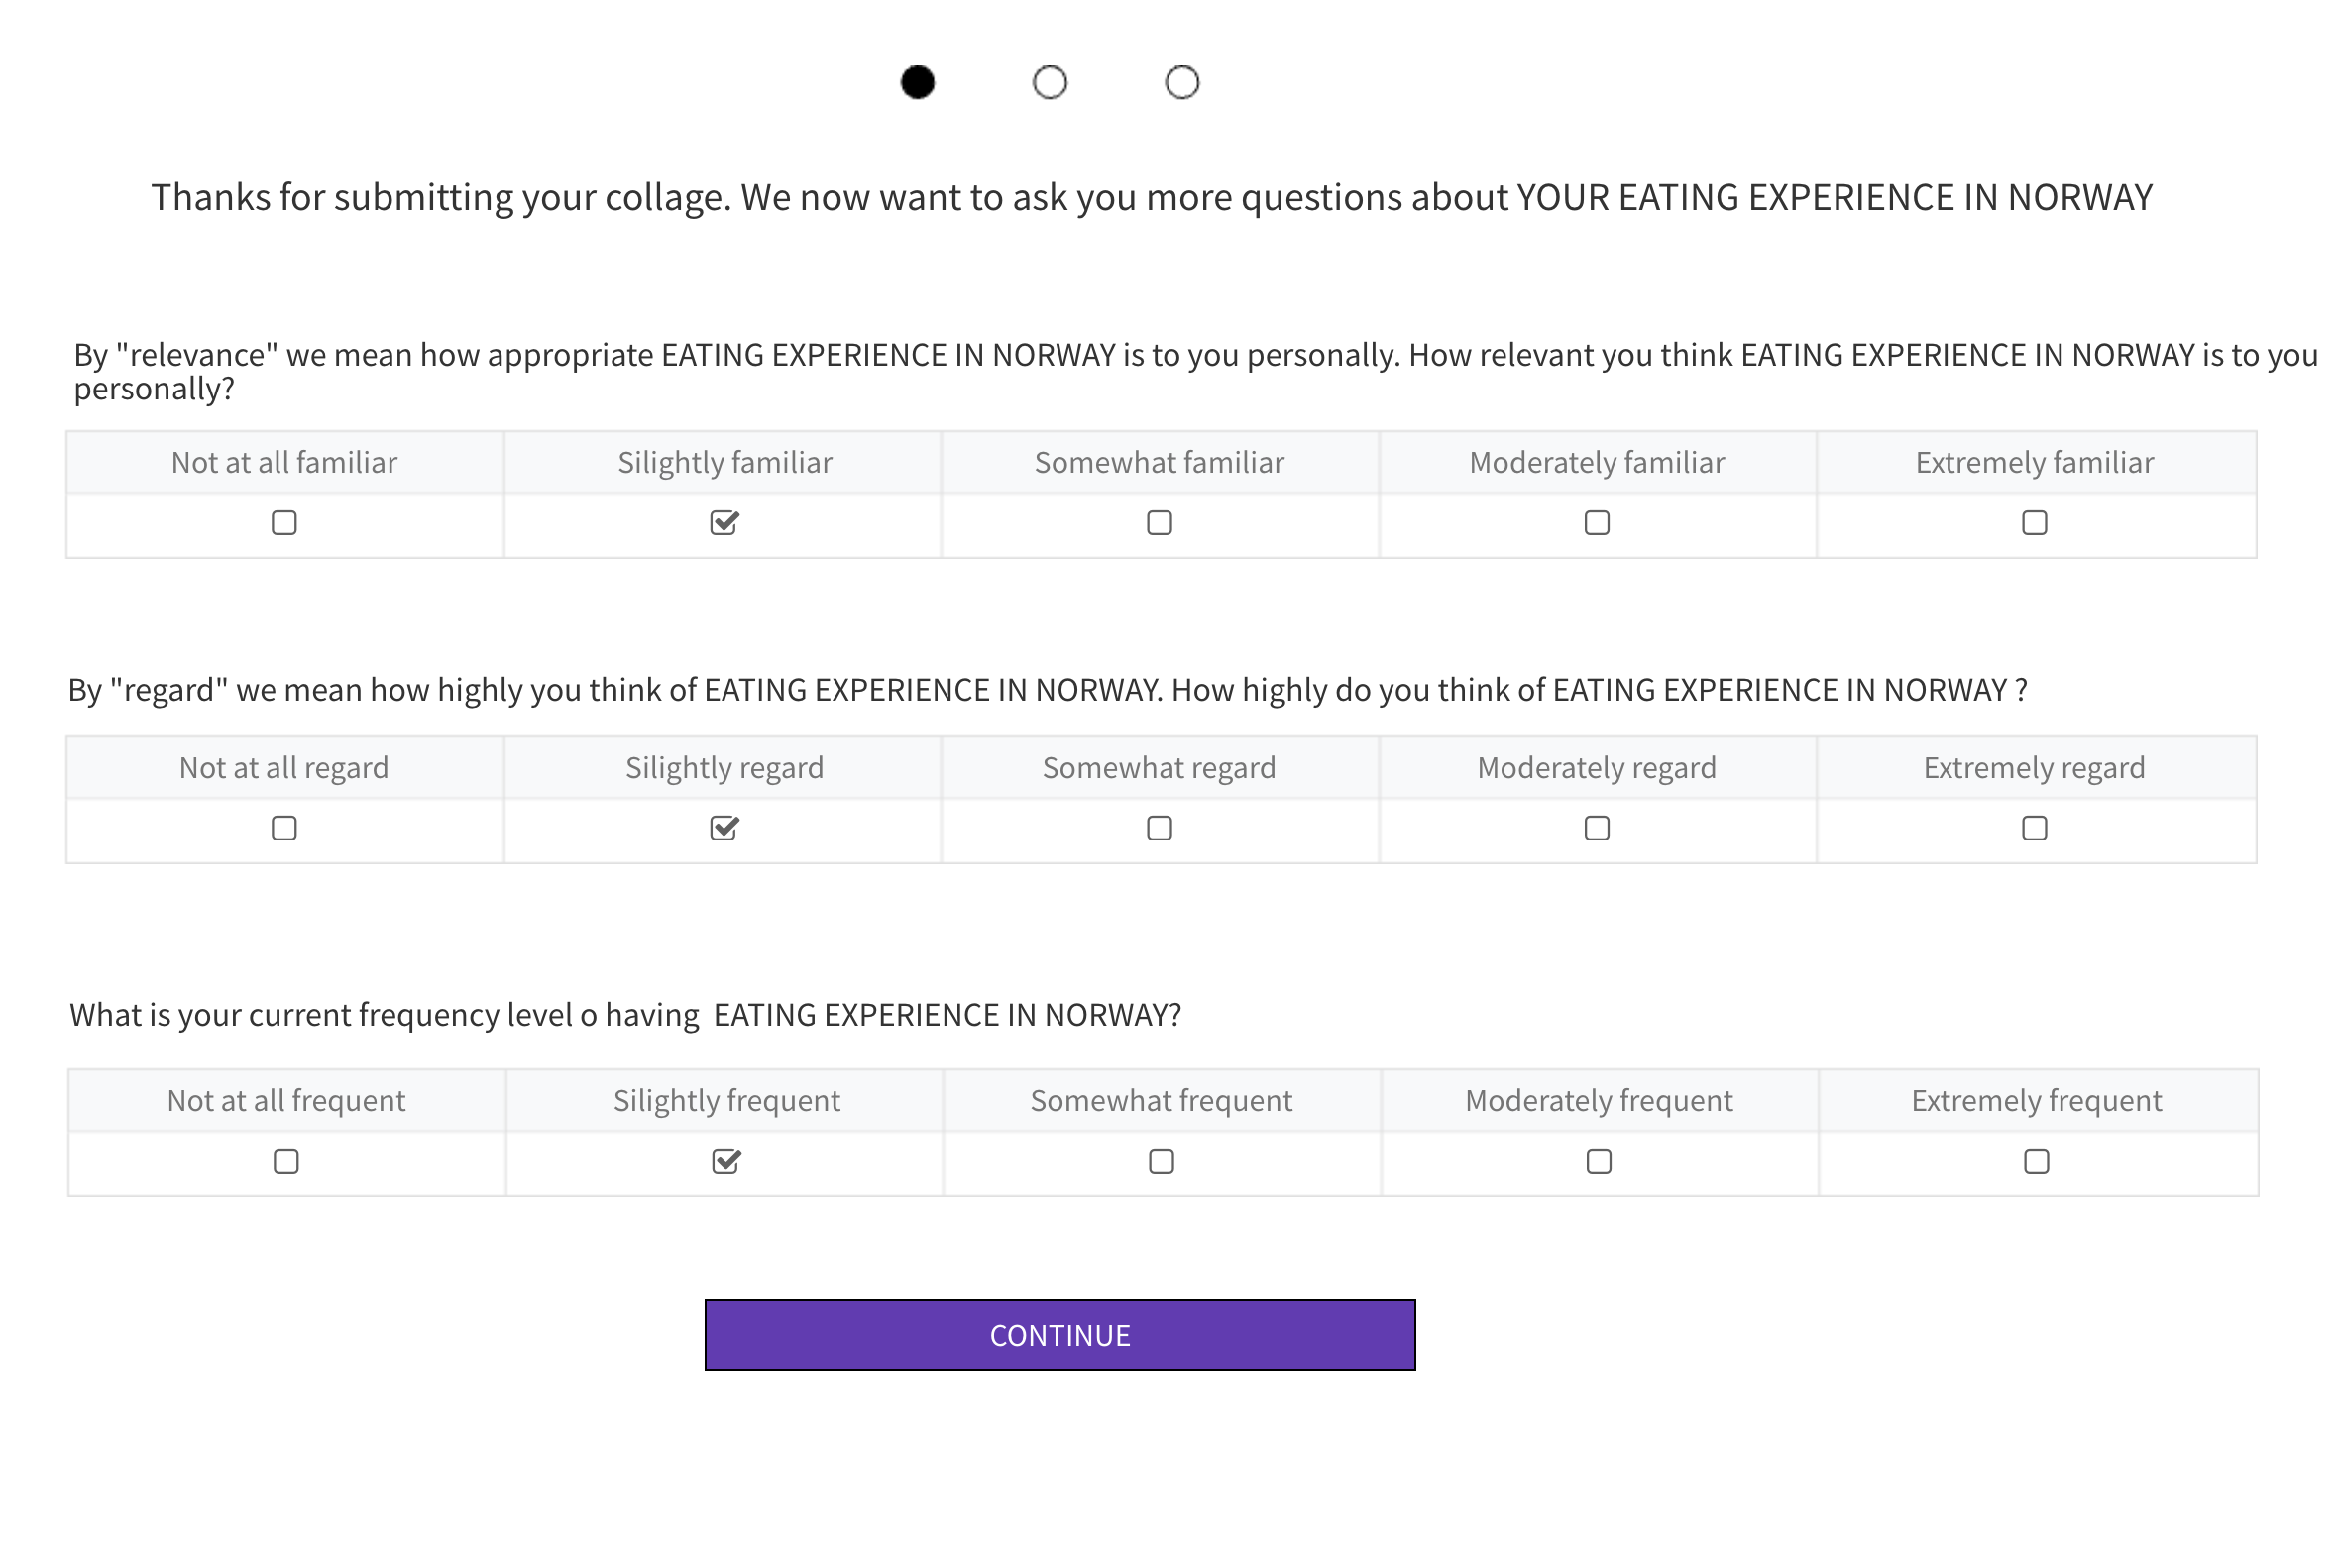 Thanks for submitting your collage. We now want to ask you more questions about YOUR EATING EXPERIENCE IN NORWAY
By "relevance" we mean how appropriate EATING EXPERIENCE IN NORWAY is to you personally. How relevant you think EATING EXPERIENCE IN NORWAY is to you
personally?
Not at all familiar Silightly familiar Somewhat familiar Moderately familiar Extremely familiar
By "regard" we mean how highly you think of EATING EXPERIENCE IN NORWAY. How highly do you think of EATING EXPERIENCE IN NORWAY ?
Not at all regard Silightly regard Somewhat regard Moderately regard Extremely regard
What is your current frequency level o having  EATING EXPERIENCE IN NORWAY?
Not at all frequent Silightly frequent Somewhat frequent Moderately frequent Extremely frequent
CONTINUE